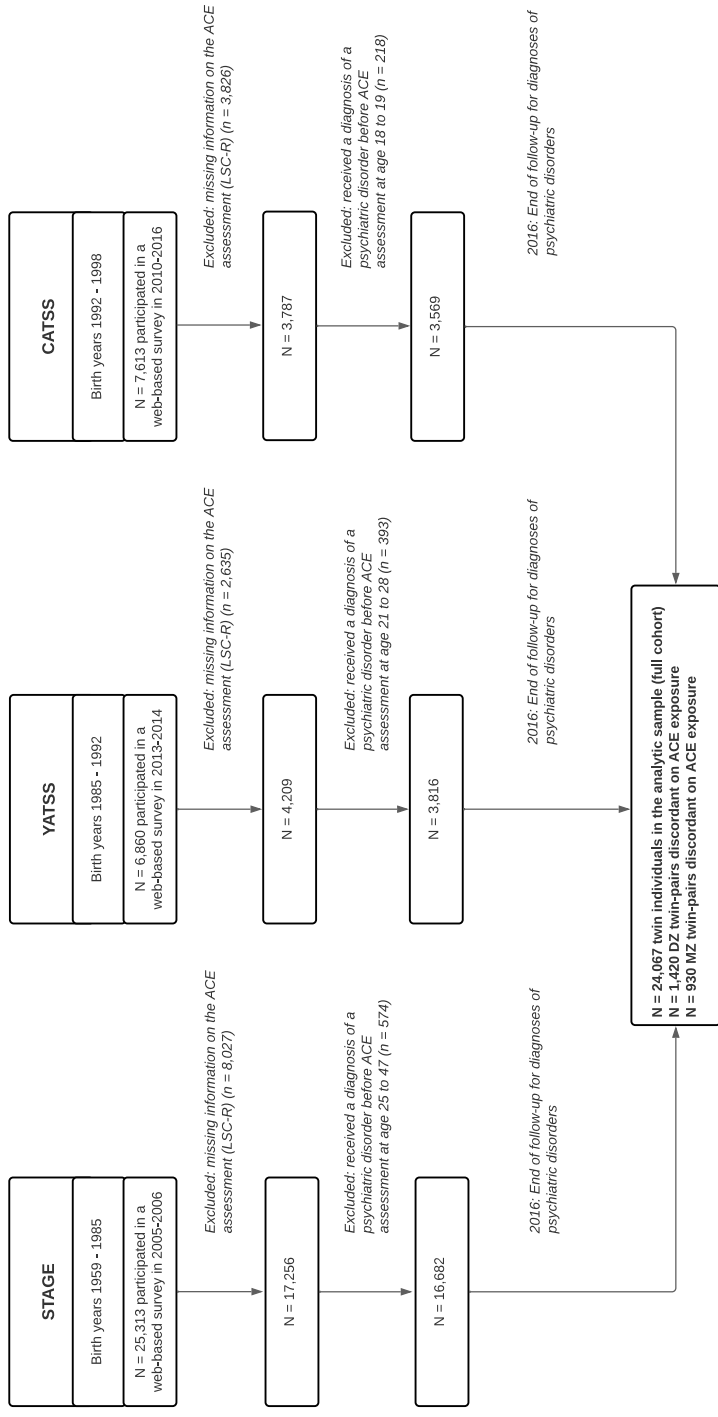 STAGE
Birth years 1959 - 1985
N = 25,313 participated in a
web-based survey in 2005-2006
Excluded: missing information on the ACE
assessment (LSC-R) (n = 8,027)
N = 17,256
Excluded: received a diagnosis of a
psychiatric disorder before ACE
assessment at age 25 to 47 (n = 574)
N = 16,682
2016: End of follow-up for diagnoses of
psychiatric disorders
YATSS
Birth years 1985 - 1992
N = 6,860 participated in a
web-based survey in 2013-2014
Excluded: missing information on the ACE
assessment (LSC-R) (n = 2,635)
N = 4,209
Excluded: received a diagnosis of a
psychiatric disorder before ACE
assessment at age 21 to 28 (n = 393)
N = 3,816
2016: End of follow-up for diagnoses of
psychiatric disorders
CATSS
Birth years 1992 - 1998
N = 7,613 participated in a
web-based survey in 2010-2016
Excluded: missing information on the ACE
assessment (LSC-R) (n = 3,826)
N = 3,787
Excluded: received a diagnosis of a
psychiatric disorder before ACE
assessment at age 18 to 19 (n = 218)
N = 3,569
2016: End of follow-up for diagnoses of
psychiatric disorders
N = 24,067 twin individuals in the analytic sample (full cohort)
N = 1,420 DZ twin-pairs discordant on ACE exposure
N = 930 MZ twin-pairs discordant on ACE exposure